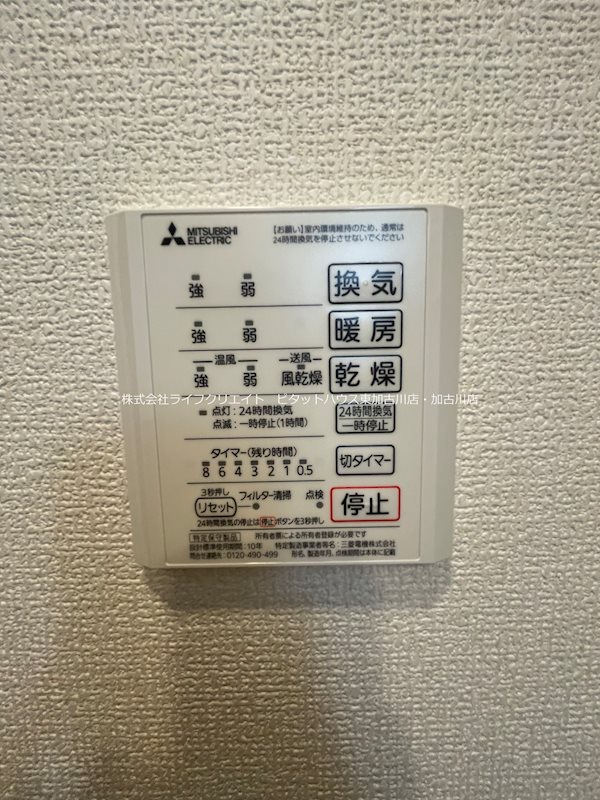 MITSUBISHI
ELECTRIC
【お願い】室内環境維持のため、通常は
24時間換気を停止させないでください
強 弱 換気
強 弱 暖房
温風 送風
強 弱 風乾燥 乾燥
株式会社ライフクリエイト ピタットハウス東加古川店・加古川店
点灯:24時間換気
点滅:一時停止(1時間)
24時間換気
一時停止
タイマー(残り時間)
8 6 4 3 2 1 0.5
切タイマー
3秒押し
リセット フィルター清掃 点検
停止
24時間換気の停止は停止ボタンを3秒押し
特定保守製品 所有者票による所有者登録が必要です
設計標準使用期間:10年 特定製造事業者等名:三菱電機株式会社
問合せ連絡先:0120-490-499 形名、製造年月、点検期間は本体に記載